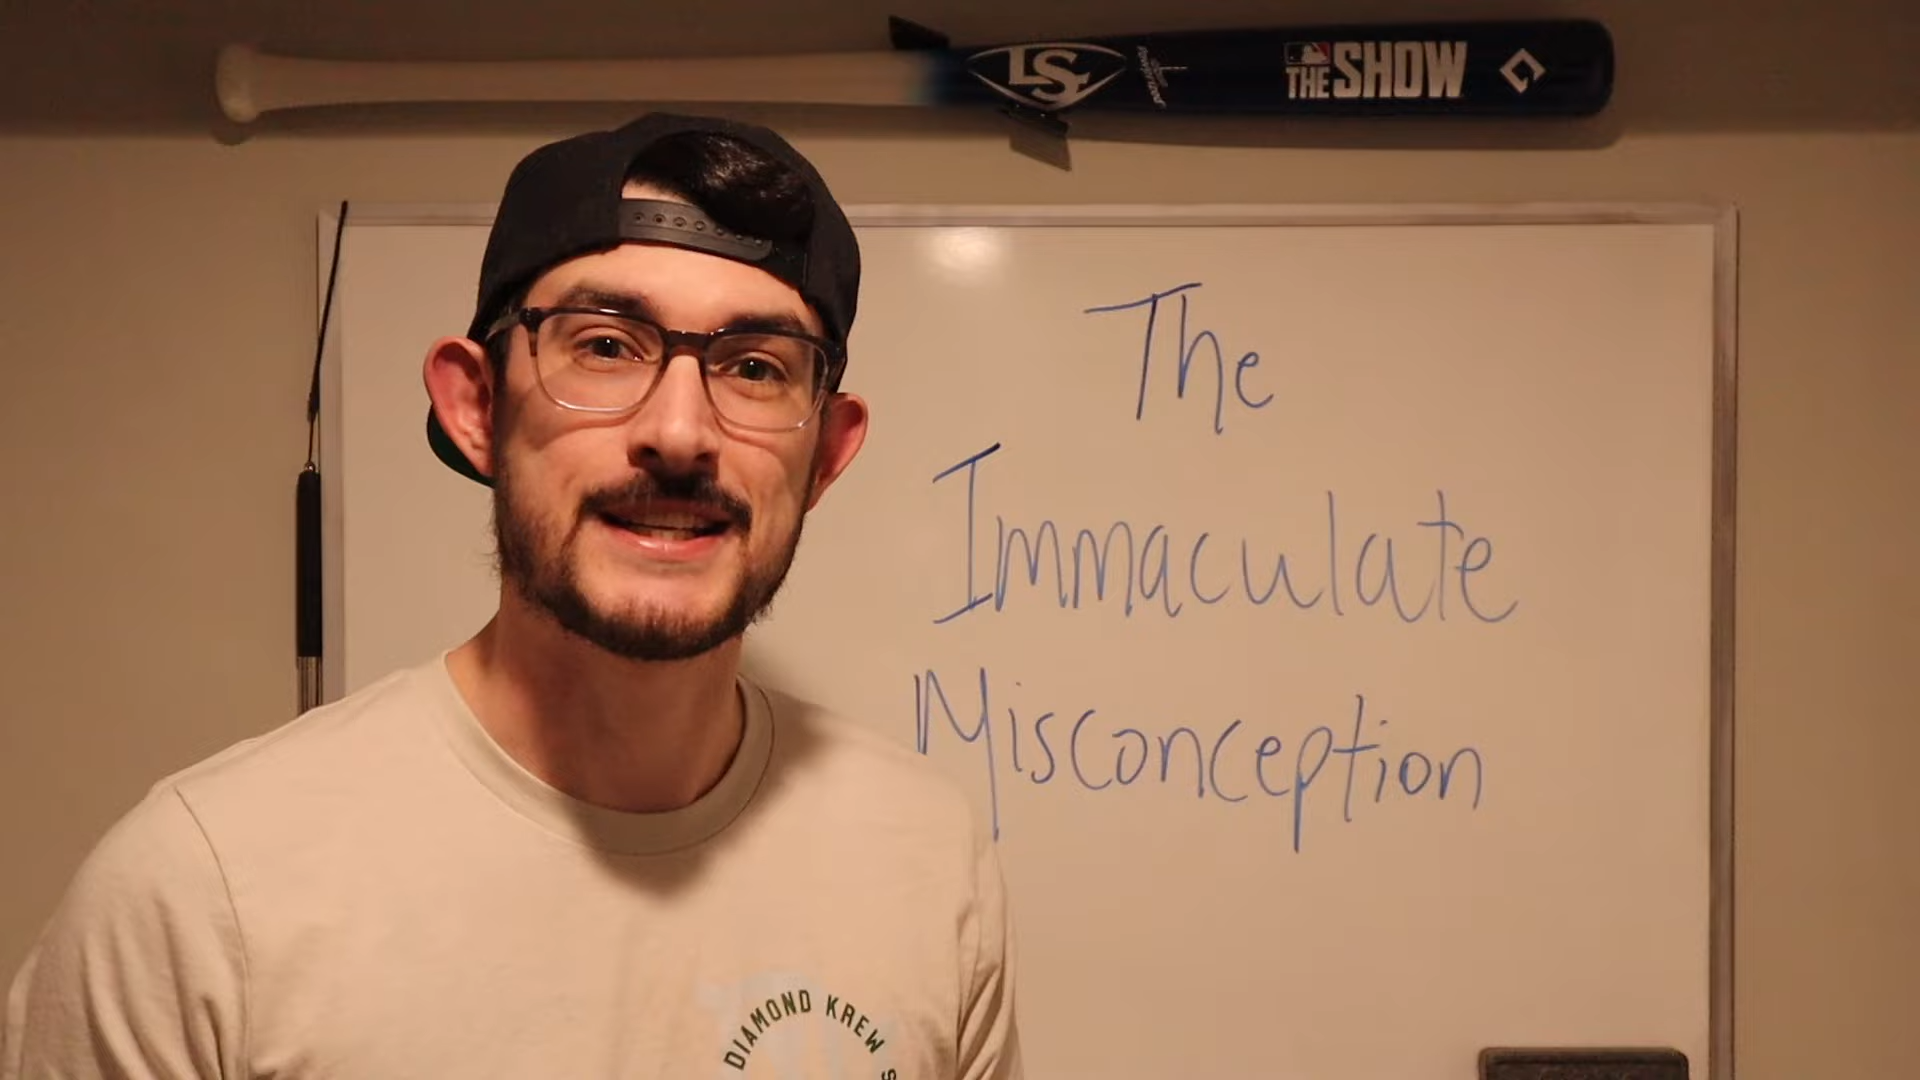 LS
THE SHOW
The
Immaculate
Misconception
DIAMOND KREW S